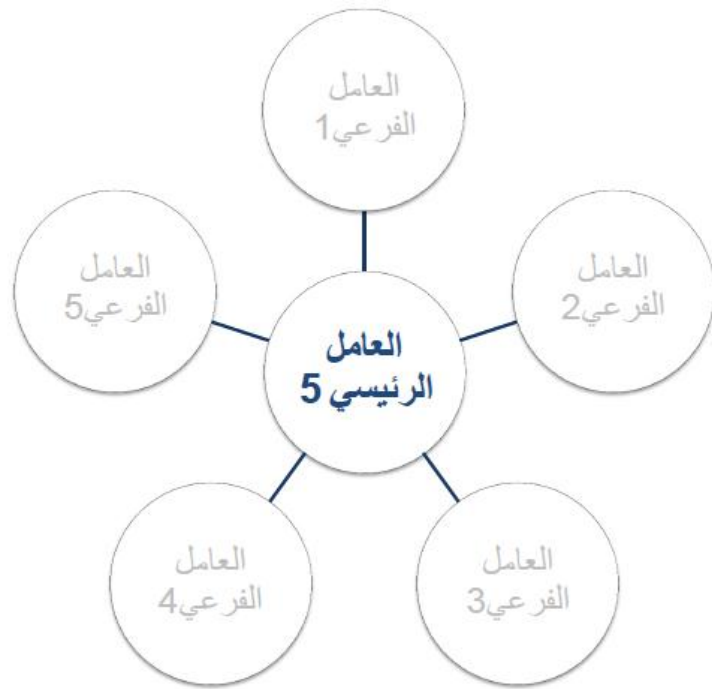 العامل
الفرعي1
العامل
الفرعي5
العامل
الفرعي2
العامل
الرئيسي 5
العامل
الفرعي4
العامل
الفرعي3